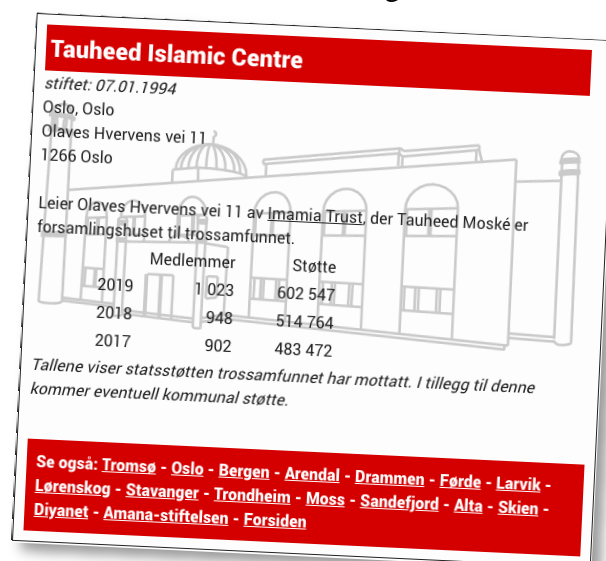 Tauheed Islamic Centre
stiftet: 07.01.1994
Oslo, Oslo
Olaves Hvervens vei 11
1266 Oslo
Leier Olaves Hvervens vei 11 av Imamia Trust, der Tauheed Moské er
forsamlingshuset til trossamfunnet.
Medlemmer Støtte
2019 1 023 602 547
2018 948 514 764
2017 902 483 472
Tallene viser statsstøtten trossamfunnet har mottatt. I tillegg til denne
kommer eventuell kommunal støtte.
Se også: Tromsø - Oslo - Bergen - Arendal - Drammen - Førde - Larvik -
Lørenskog - Stavanger - Trondheim - Moss - Sandefjord - Alta - Skien -
Diyanet - Amana-stiftelsen - Forsiden